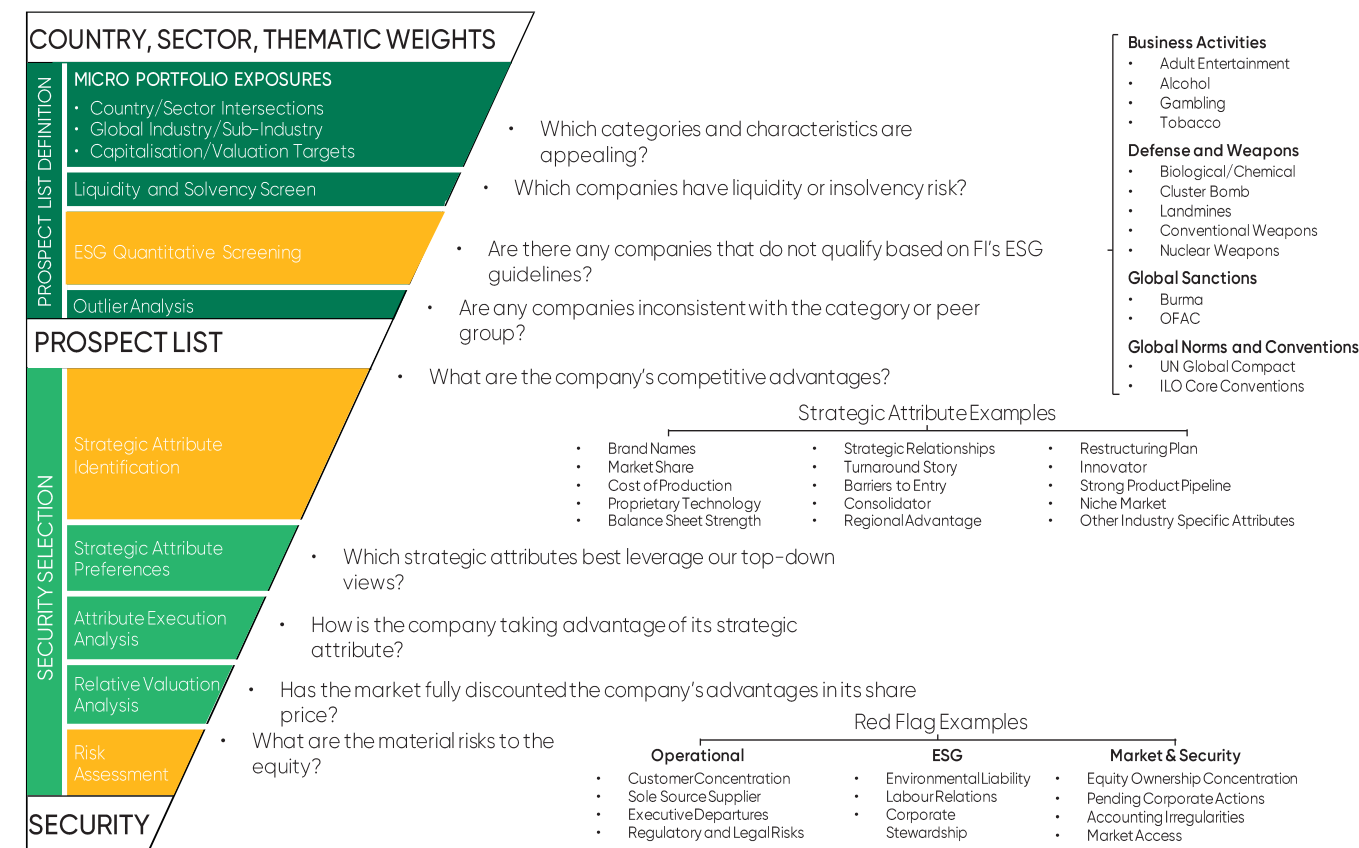 COUNTRY, SECTOR, THEMATIC WEIGHTS
PROSPECT LIST DEFINITION
MICRO PORTFOLIO EXPOSURES
• Country/Sector Intersections
• Global Industry/Sub-Industry
• Capitalisation/Valuation Targets
• Which categories and characteristics are
appealing?
Liquidity and Solvency Screen
• Which companies have liquidity or insolvency risk?
ESG Quantitative Screening
• Are there any companies that do not qualify based on FI's ESG
guidelines?
Outlier Analysis
• Are any companies inconsistent with the category or peer
group?
Business Activities
• Adult Entertainment
• Alcohol
• Gambling
• Tobacco
Defense and Weapons
• Biological/Chemical
• Cluster Bomb
• Landmines
• Conventional Weapons
• Nuclear Weapons
Global Sanctions
• Burma
• OFAC
Global Norms and Conventions
• UN Global Compact
• ILO Core Conventions
PROSPECT LIST
SECURITY SELECTION
• What are the company's competitive advantages?
Strategic Attribute
Identification
Strategic Attribute Examples
• Brand Names
• Market Share
• Cost of Production
• Proprietary Technology
• Balance Sheet Strength
• Strategic Relationships
• Turnaround Story
• Barriers to Entry
• Consolidator
• Regional Advantage
• Restructuring Plan
• Innovator
• Strong Product Pipeline
• Niche Market
• Other Industry Specific Attributes
Strategic Attribute
Preferences
• Which strategic attributes best leverage our top-down
views?
Attribute Execution
Analysis
• How is the company taking advantage of its strategic
attribute?
Relative Valuation
Analysis
• Has the market fully discounted the company's advantages in its share
price?
Risk
Assessment
• What are the material risks to the
equity?
Red Flag Examples
Operational
• Customer Concentration
• Sole Source Supplier
• Executive Departures
• Regulatory and Legal Risks
ESG
• Environmental Liability
• Labour Relations
• Corporate
Stewardship
Market & Security
• Equity Ownership Concentration
• Pending Corporate Actions
• Accounting Irregularities
• Market Access
SECURITY